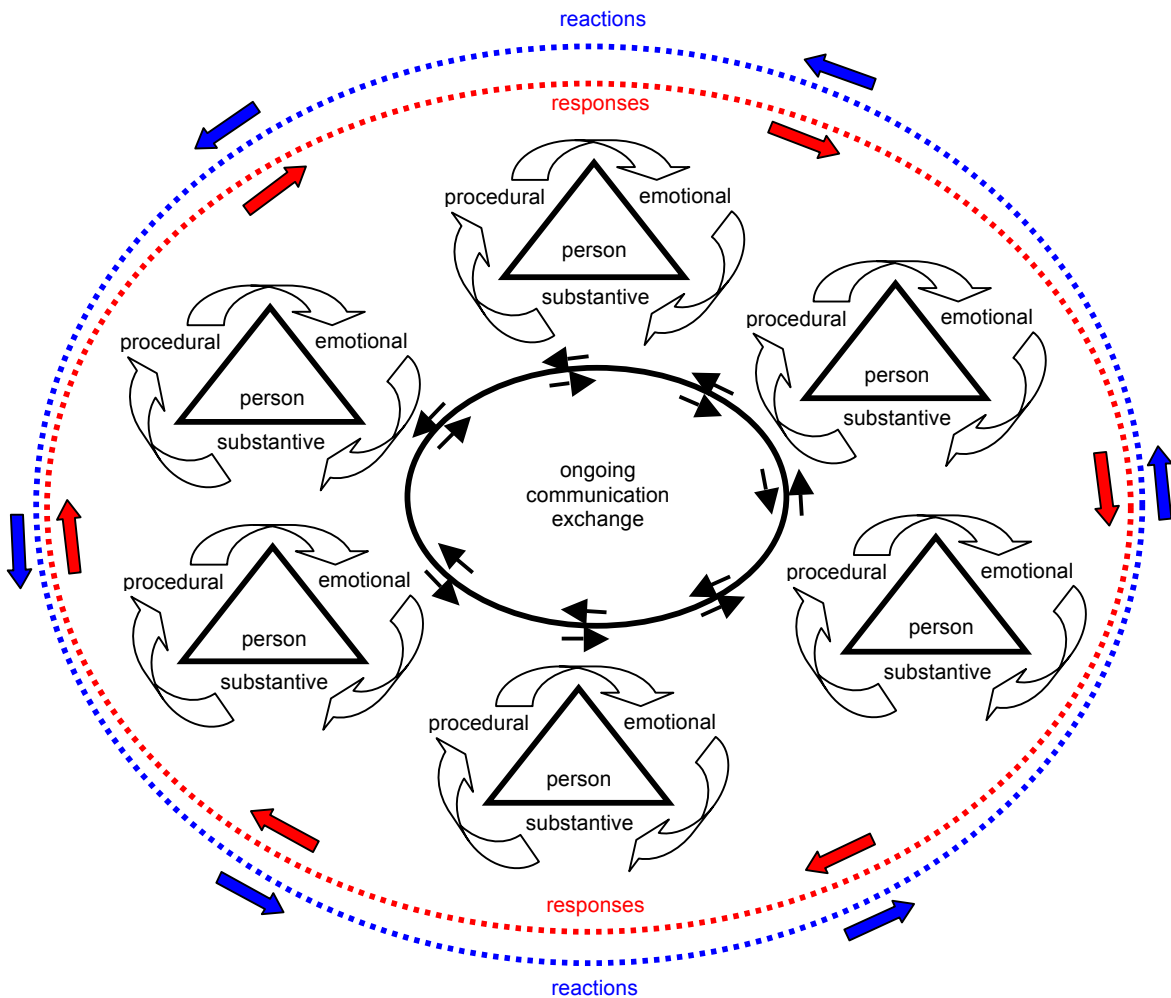 reactions
responses
procedural
emotional
person
substantive
procedural
emotional
person
substantive
procedural
emotional
person
substantive
ongoing
communication
exchange
procedural
emotional
person
substantive
procedural
emotional
person
substantive
procedural
emotional
person
substantive
responses
reactions